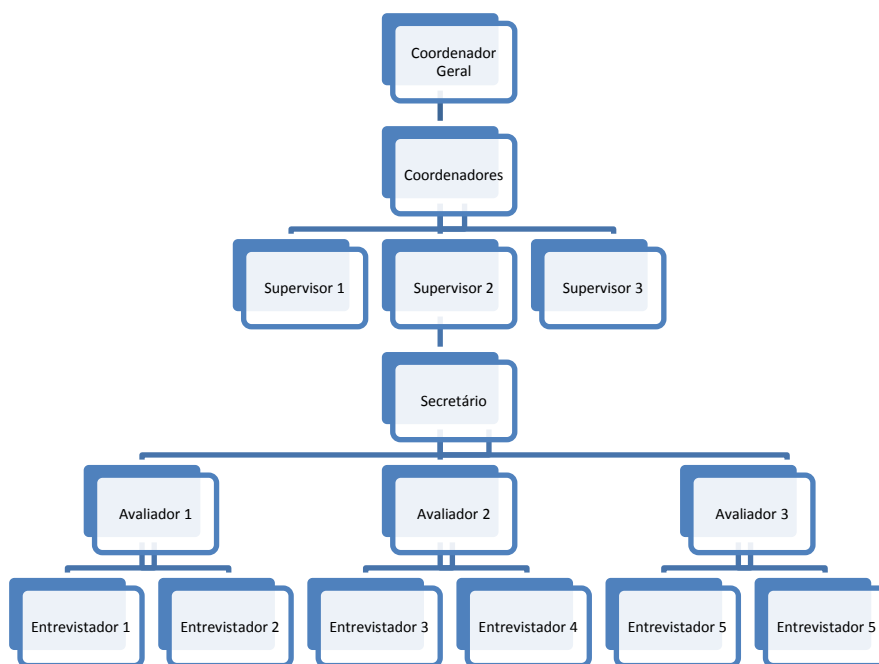 Coordenador
Geral
Coordenadores
Supervisor 1
Supervisor 2
Supervisor 3
Secretário
Avaliador 1
Avaliador 2
Avaliador 3
Entrevistador 1
Entrevistador 2
Entrevistador 3
Entrevistador 4
Entrevistador 5
Entrevistador 5